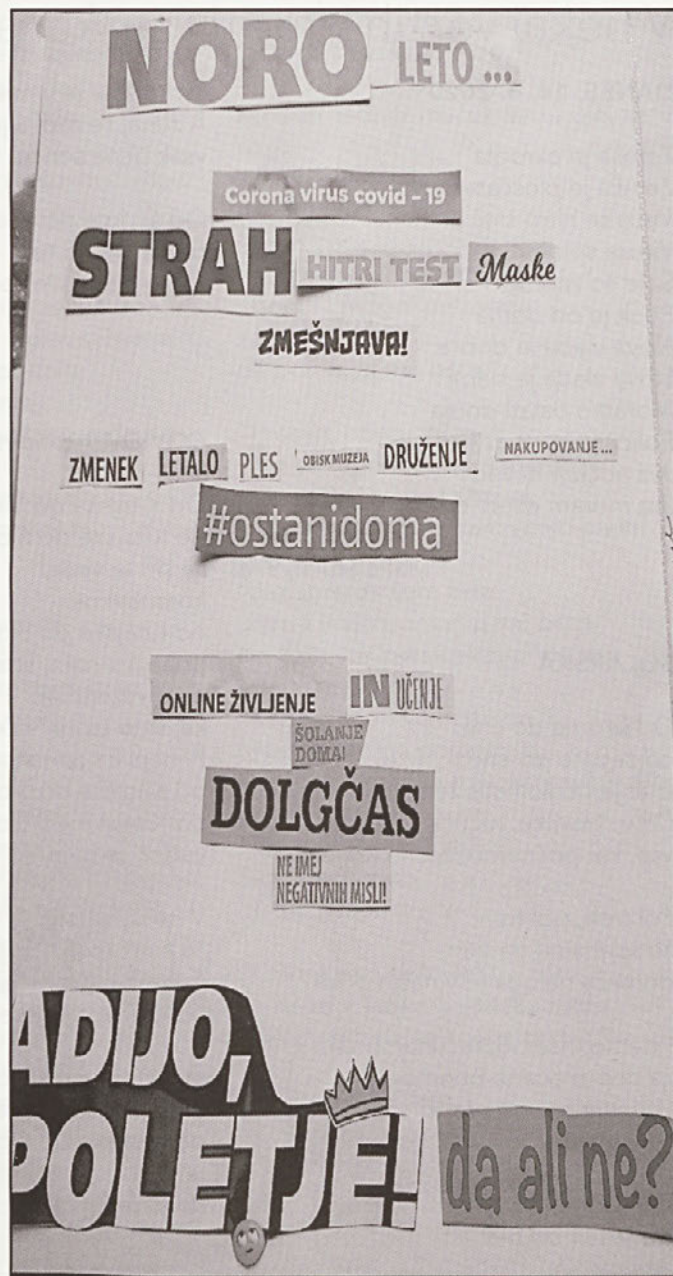 NORO LETO ...
Corona virus covid – 19
STRAH HITRI TEST Maske
ZMEŠNJAVA!
ZMENEK LETALO PLES OBISK MUZEJA DRUŽENJE NAKUPOVANJE...
#ostanidoma
ONLINE ŽIVLJENJE IN UČENJE
ŠOLANJE
DOMA!
DOLGČAS
NE IMEJ
NEGATIVNIH MISLI!
ADIJO,
POLETJE! da ali ne?